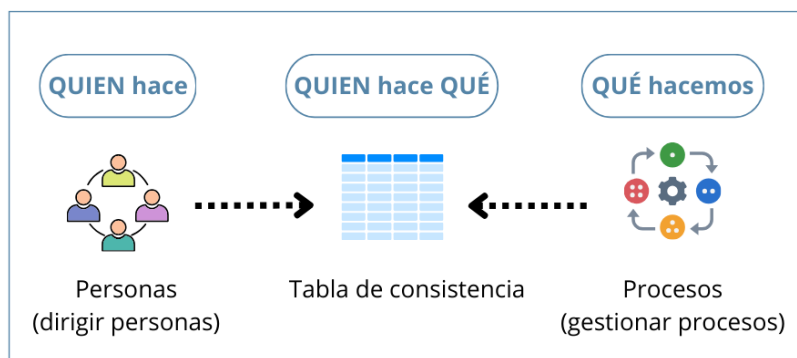 QUIEN hace
QUIEN hace QUÉ
QUÉ hacemos
Personas
(dirigir personas)
Tabla de consistencia
Procesos
(gestionar procesos)